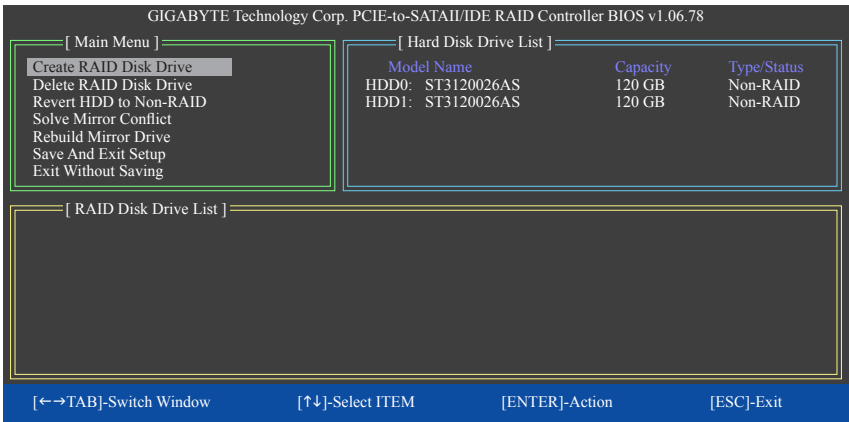 GIGABYTE Technology Corp. PCIE-to-SATAII/IDE RAID Controller BIOS v1.06.78
[ Main Menu ]
Create RAID Disk Drive
Delete RAID Disk Drive
Revert HDD to Non-RAID
Solve Mirror Conflict
Rebuild Mirror Drive
Save And Exit Setup
Exit Without Saving
[ Hard Disk Drive List ]
Model Name Capacity Type/Status
HDD0: ST3120026AS 120 GB Non-RAID
HDD1: ST3120026AS 120 GB Non-RAID
[ RAID Disk Drive List ]
[←→TAB]-Switch Window [↑↓]-Select ITEM [ENTER]-Action [ESC]-Exit